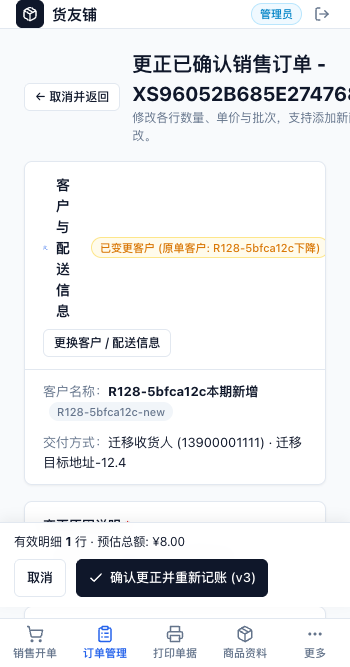 货友铺
管理员
← 取消并返回
更正已确认销售订单 -
XS96052B685E27476
修改各行数量、单价与批次，支持添加新
改。
客户与配送信息
已变更客户 (原单客户: R128-5bfca12c下降)
更换客户 / 配送信息
客户名称: R128-5bfca12c本期新增
R128-5bfca12c-new
交付方式: 迁移收货人 (13900001111) · 迁移
目标地址-12.4
有效明细 1 行 · 预估总额: ¥8.00
取消
确认更正并重新记账 (v3)
销售开单
订单管理
打印单据
商品资料
更多